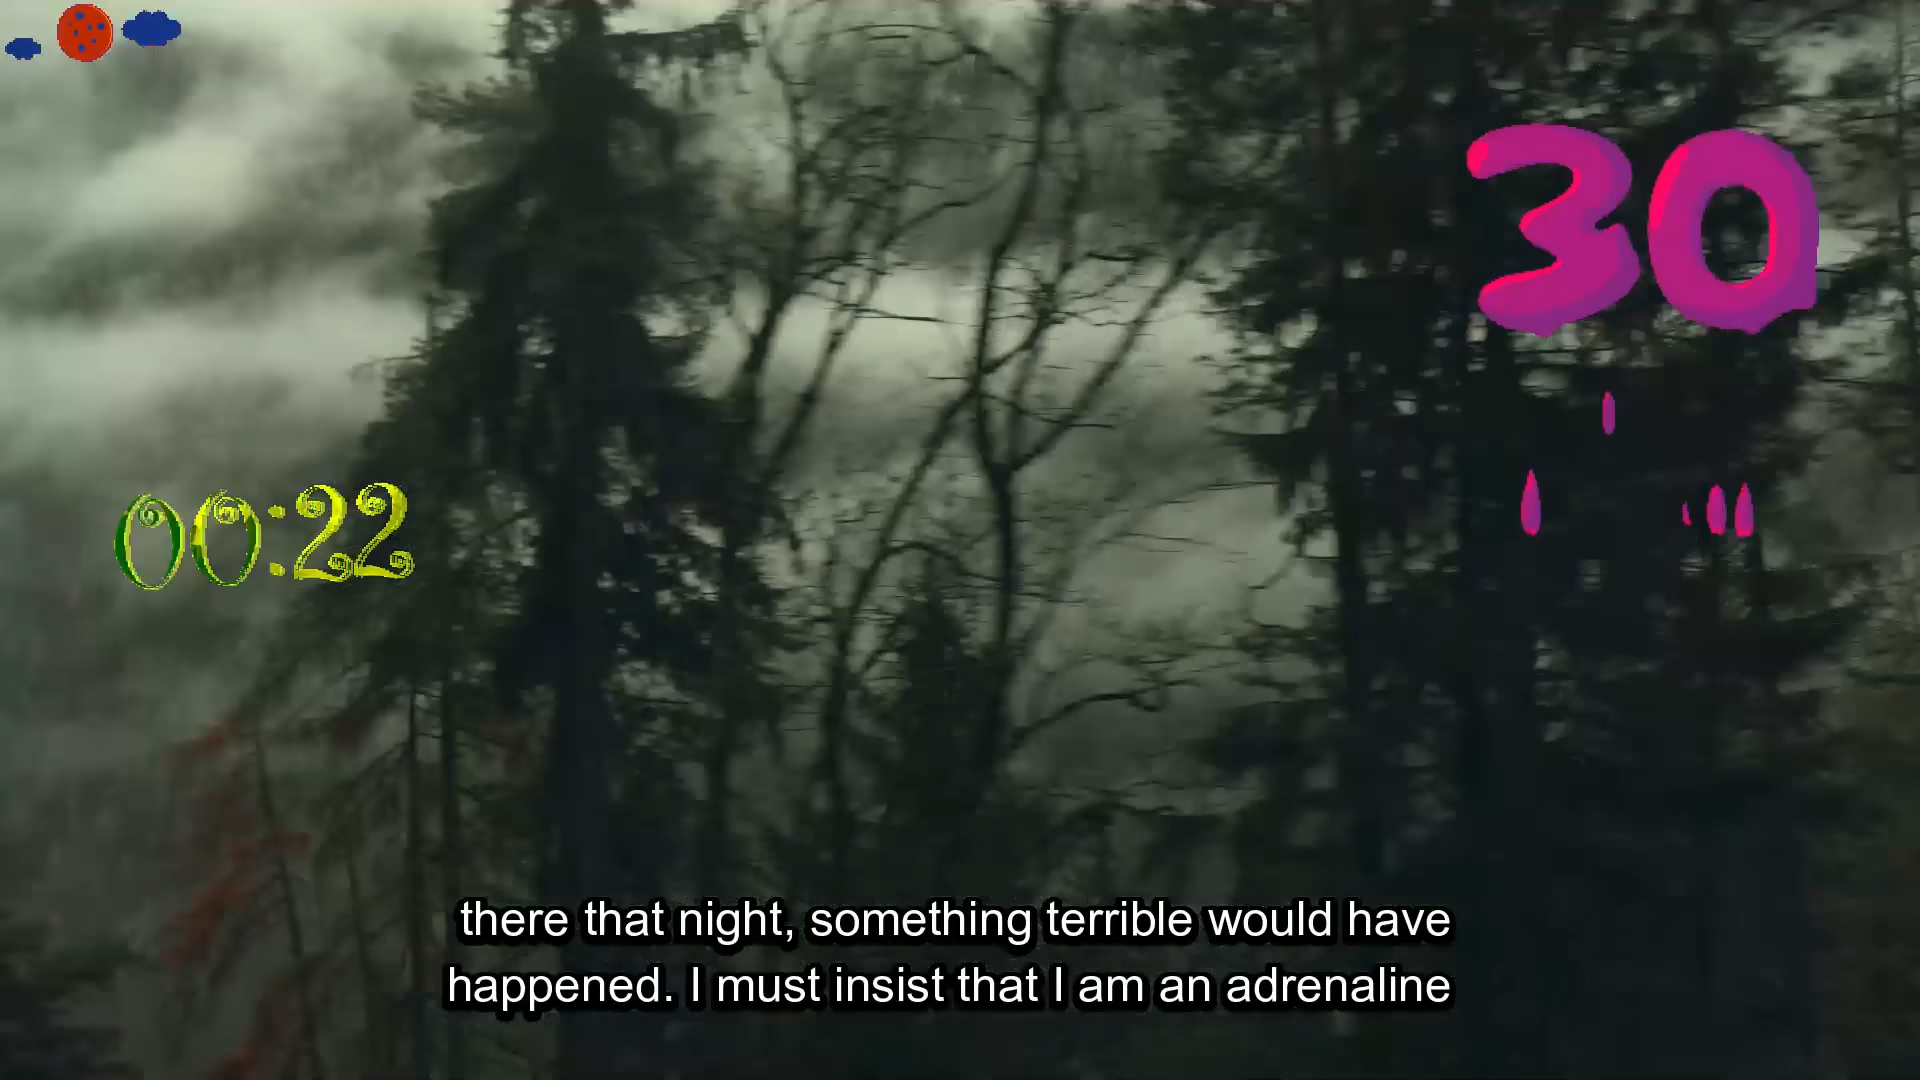 30
00:22
there that night, something terrible would have
happened. I must insist that I am an adrenaline